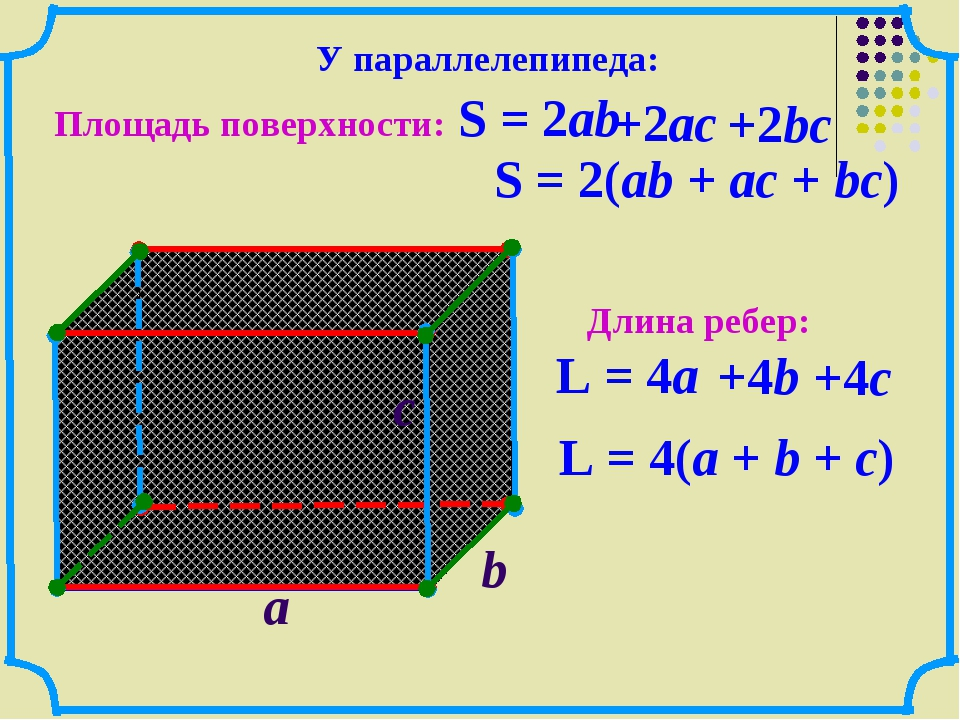 У параллелепипеда:
Площадь поверхности: S = 2ab+2ac +2bc
S = 2(ab + ac + bc)
Длина ребер:
L = 4a +4b +4c
c
L = 4(a + b + c)
b
a